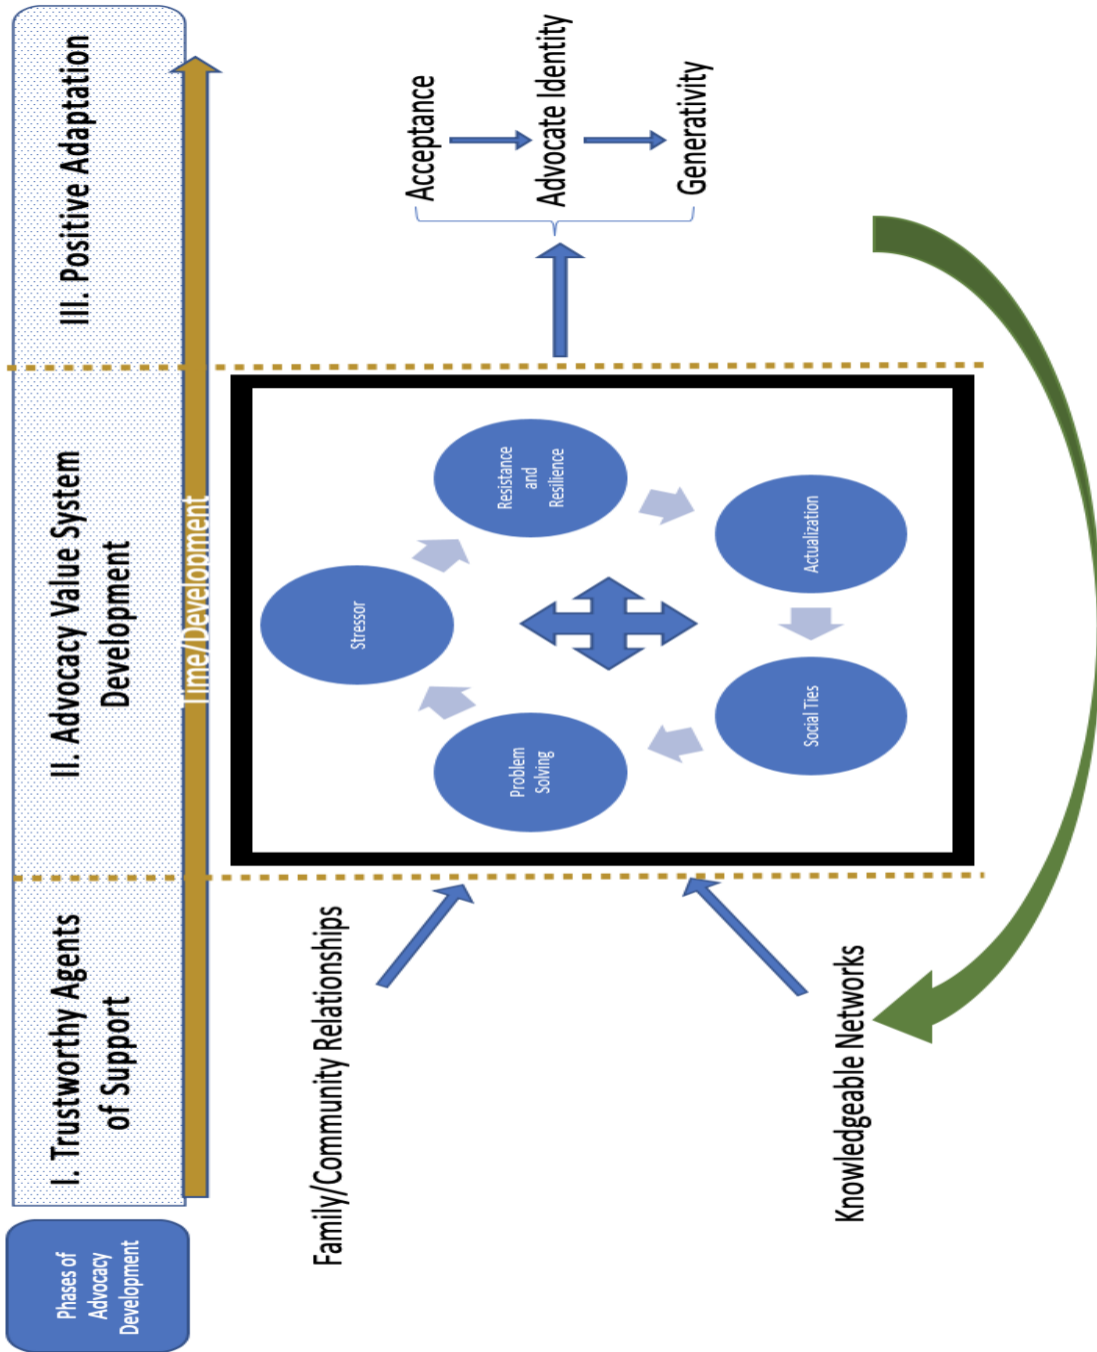 Phases of
Advocacy
Development
I. Trustworthy Agents
of Support
II. Advocacy Value System
Development
III. Positive Adaptation
Time/Development
Family/Community Relationships
Knowledgeable Networks
Stressor
Resistance
and
Resilience
Actualization
Social Ties
Problem
Solving
Acceptance
Advocate Identity
Generativity